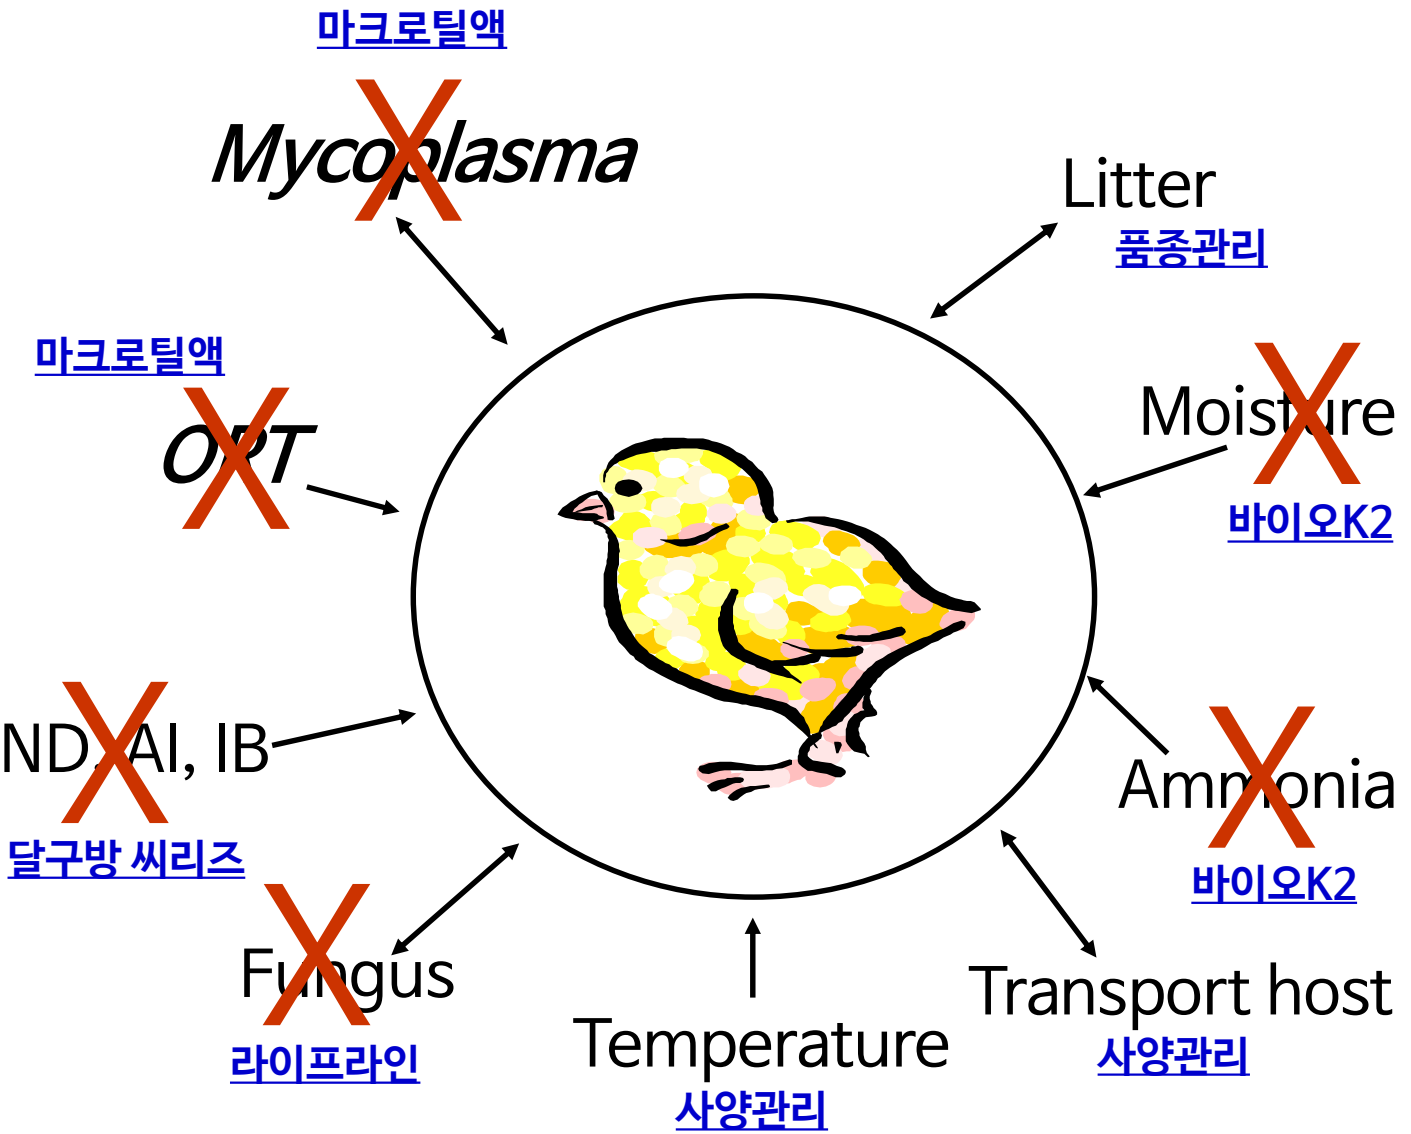 마크로틸액
Mycoplasma
Litter
품종관리
마크로틸액
OPT
Moisture
바이오K2
ND, AI, IB
달구방 씨리즈
Ammonia
바이오K2
Fungus
라이프라인
Transport host
사양관리
Temperature
사양관리